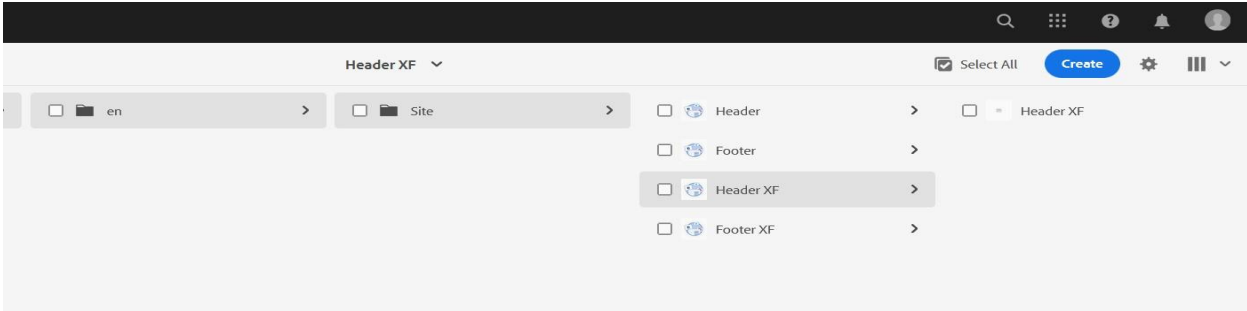 Header XF
Select All
Create
en
Site
Header
Header XF
Footer
Header XF
Footer XF